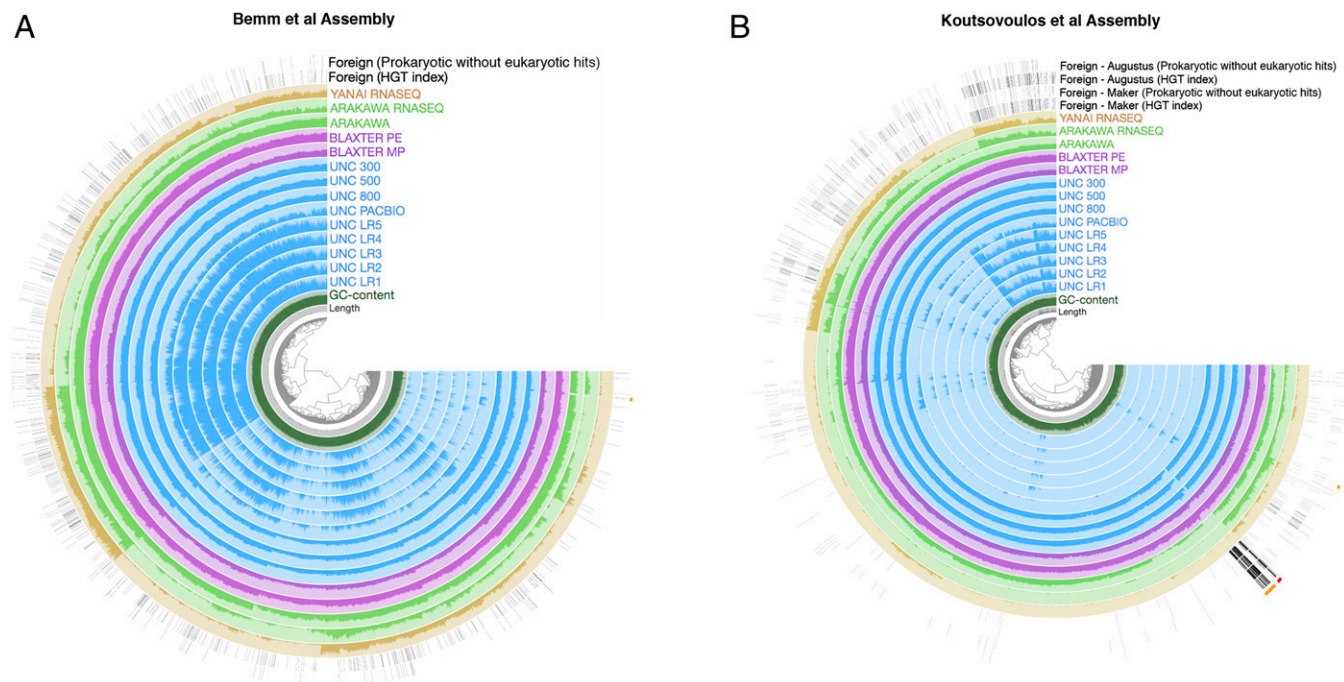 A
Bemm et al Assembly
Foreign (Prokaryotic without eukaryotic hits)
Foreign (HGT index)
YANAI RNASEQ
ARAKAWA RNASEQ
ARAKAWA
BLAXTER PE
BLAXTER MP
UNC 300
UNC 500
UNC 800
UNC PACBIO
UNC LR5
UNC LR4
UNC LR3
UNC LR2
UNC LR1
GC-content
Length
B
Koutsovoulos et al Assembly
Foreign - Augustus (Prokaryotic without eukaryotic hits)
Foreign - Augustus (HGT index)
Foreign - Maker (Prokaryotic without eukaryotic hits)
Foreign - Maker (HGT index)
YANAI RNASEQ
ARAKAWA RNASEQ
ARAKAWA
BLAXTER PE
BLAXTER MP
UNC 300
UNC 500
UNC 800
UNC PACBIO
UNC LR5
UNC LR4
UNC LR3
UNC LR2
UNC LR1
GC-content
Length